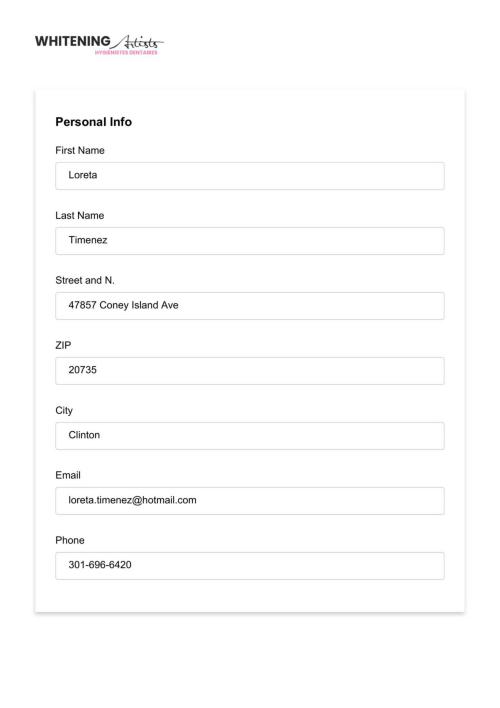 WHITENING Artists
HYGIENISTES DENTAIRES
Personal Info
First Name
Loreta
Last Name
Timenez
Street and N.
47857 Coney Island Ave
ZIP
20735
City
Clinton
Email
loreta.timenez@hotmail.com
Phone
301-696-6420